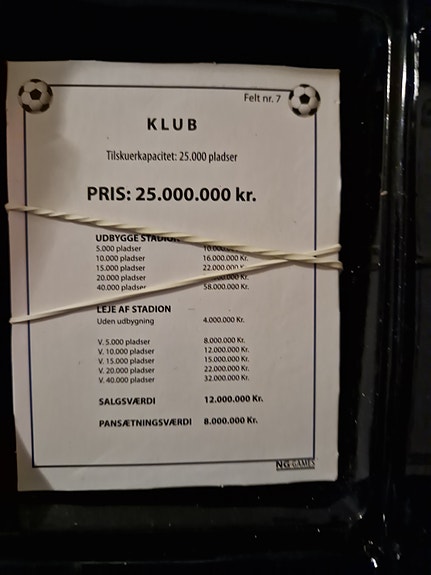 Felt nr. 7
KLUB
Tilskuerkapacitet: 25.000 pladser
PRIS: 25.000.000 kr.
UDBYGGE STADION
5.000 pladser
10.000 pladser 16.000.000 Kr.
15.000 pladser 22.000.000 Kr.
20.000 pladser
40.000 pladser 58.000.000 Kr.
LEJE AF STADION
Uden udbygning 4.000.000 Kr.
V. 5.000 pladser 8.000.000 Kr.
V. 10.000 pladser 12.000.000 Kr.
V. 15.000 pladser 15.000.000 Kr.
V. 20.000 pladser 22.000.000 Kr.
V. 40.000 pladser 32.000.000 Kr.
SALGSVÆRDI 12.000.000 Kr.
PANSÆTNINGSVÆRDI 8.000.000 Kr.
NG-GAMES